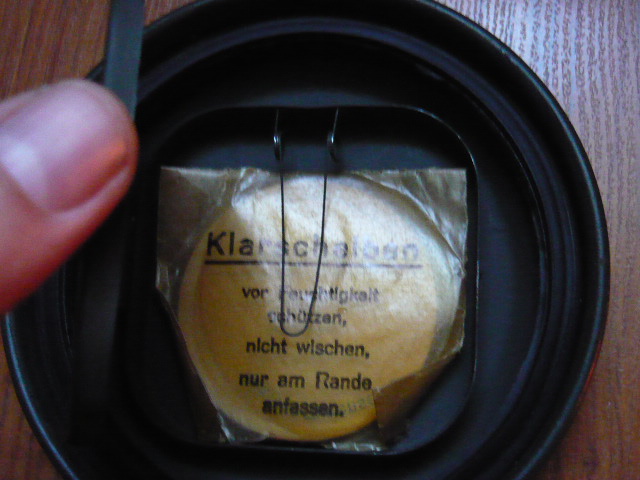 Klarscheiben
vor Feuchtigkeit
schützen,
nicht wischen,
nur am Rande
anfassen.